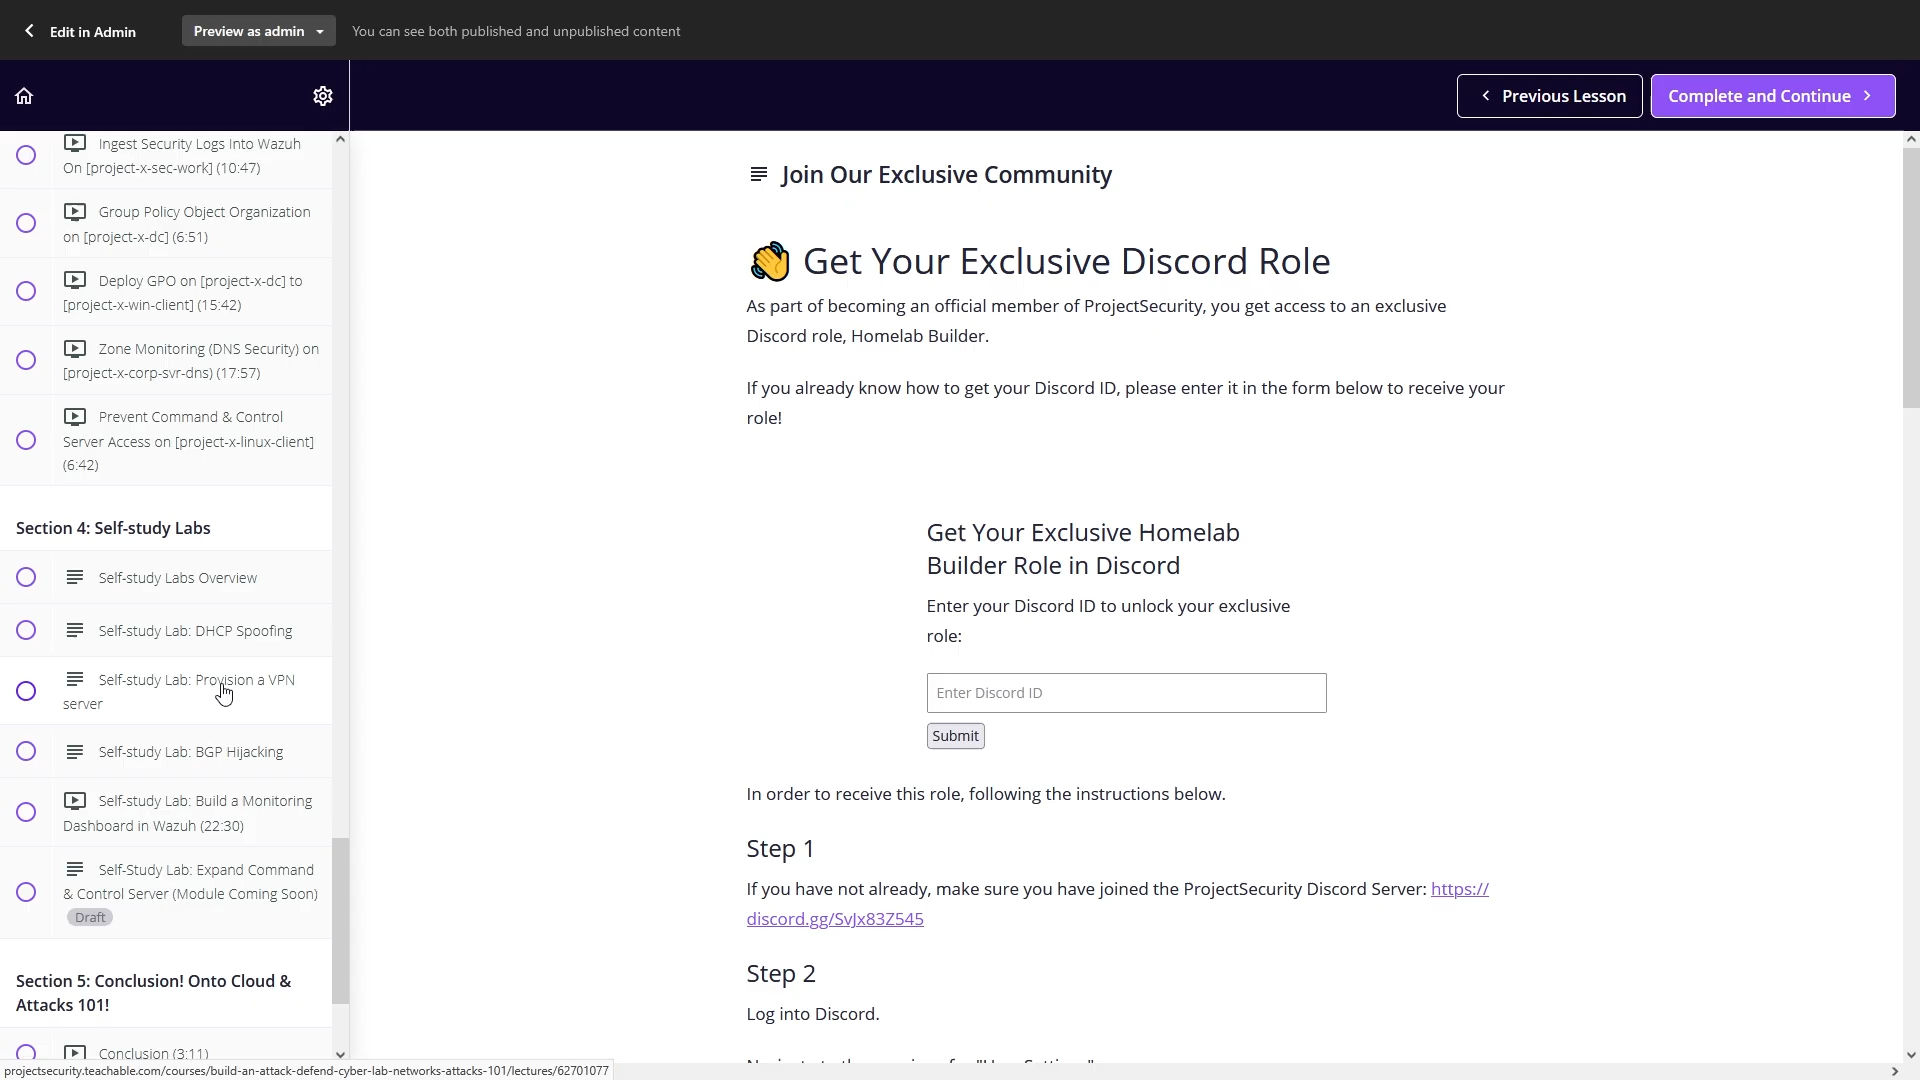 Edit in Admin
Preview as admin
You can see both published and unpublished content
Previous Lesson
Complete and Continue
Ingest Security Logs Into Wazuh
On [project-x-sec-work] (10:47)
Group Policy Object Organization
on [project-x-dc] (6:51)
Deploy GPO on [project-x-dc] to
[project-x-win-client] (15:42)
Zone Monitoring (DNS Security) on
[project-x-corp-svr-dns) (17:57)
Prevent Command & Control
Server Access on [project-x-linux-client]
(6:42)
Section 4: Self-study Labs
Self-study Labs Overview
Self-study Lab: DHCP Spoofing
Self-study Lab: Provision a VPN
server
Self-study Lab: BGP Hijacking
Self-study Lab: Build a Monitoring
Dashboard in Wazuh (22:30)
Self-Study Lab: Expand Command
& Control Server (Module Coming Soon)
Draft
Section 5: Conclusion! Onto Cloud &
Attacks 101!
Conclusion (3:11)
Join Our Exclusive Community
👋 Get Your Exclusive Discord Role
As part of becoming an official member of ProjectSecurity, you get access to an exclusive
Discord role, Homelab Builder.
If you already know how to get your Discord ID, please enter it in the form below to receive your
role!
Get Your Exclusive Homelab
Builder Role in Discord
Enter your Discord ID to unlock your exclusive
role:
Enter Discord ID
Submit
In order to receive this role, following the instructions below.
Step 1
If you have not already, make sure you have joined the ProjectSecurity Discord Server: https://
discord.gg/SvJx83Z545
Step 2
Log into Discord.
projectsecurity.teachable.com/courses/build-an-attack-defend-cyber-lab-networks-attacks-101/lectures/62701077